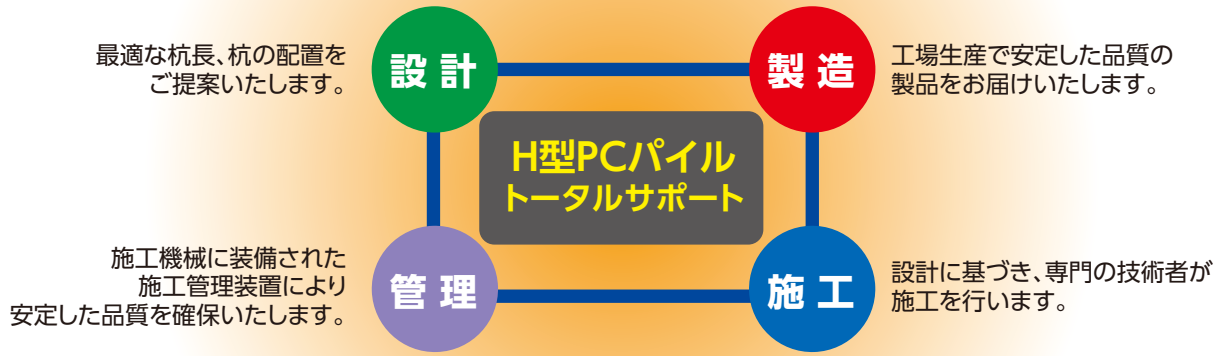 最適な杭長、杭の配置を
ご提案いたします。
設計
製造
工場生産で安定した品質の
製品をお届けいたします。
H型PCパイル
トータルサポート
施工機械に装備された
施工管理装置により
安定した品質を確保いたします。
管理
施工
設計に基づき、専門の技術者が
施工を行います。